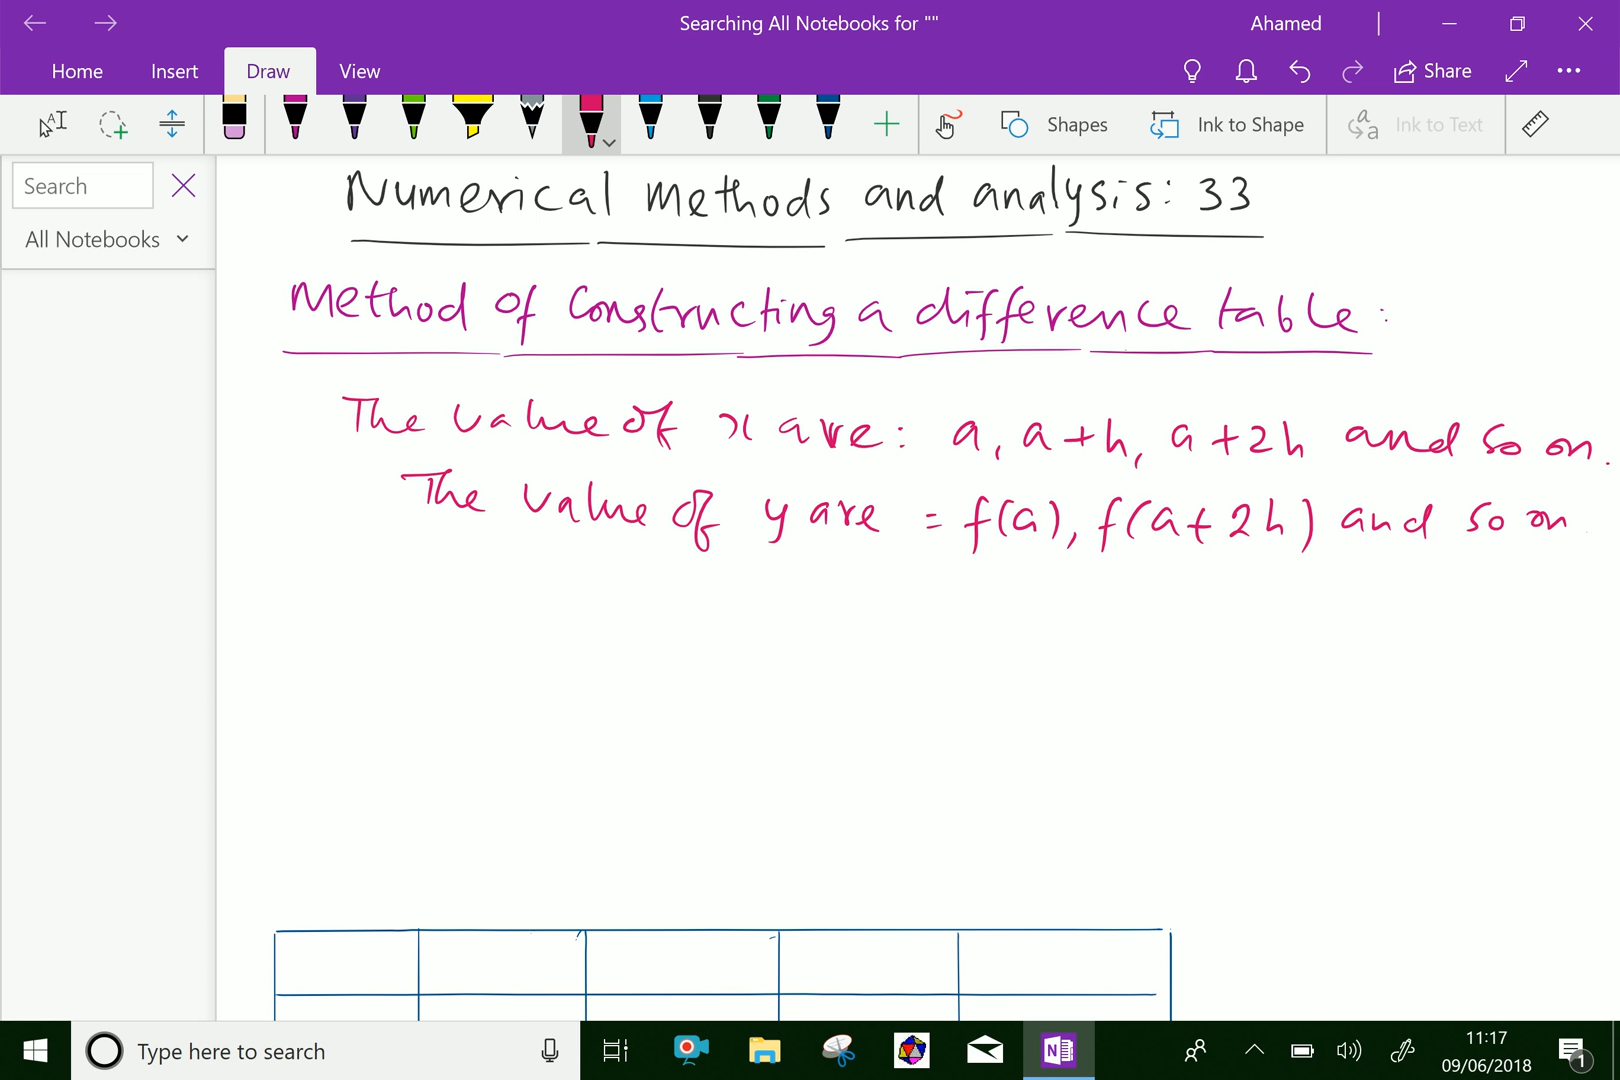 Searching All Notebooks for ""
Ahamed
Home Insert Draw View
Share
Shapes
Ink to Shape
Ink to Text
Search
All Notebooks
Numerical methods and analysis: 33
Method of constructing a difference table:
The value of x are: a, a+h, a+2h and so on.
The value of y are = f(a), f(a+2h) and so on
Type here to search
11:17
09/06/2018
1